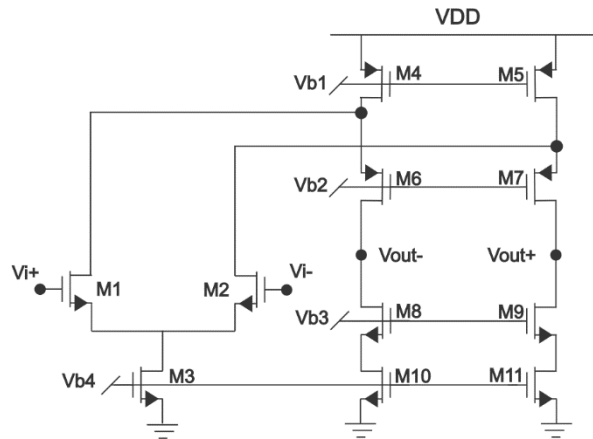 VDD
Vb1 M4 M5
Vb2 M6 M7
Vout- Vout+
Vi+ M1 M2 Vi-
Vb3 M8 M9
Vb4 M3 M10 M11